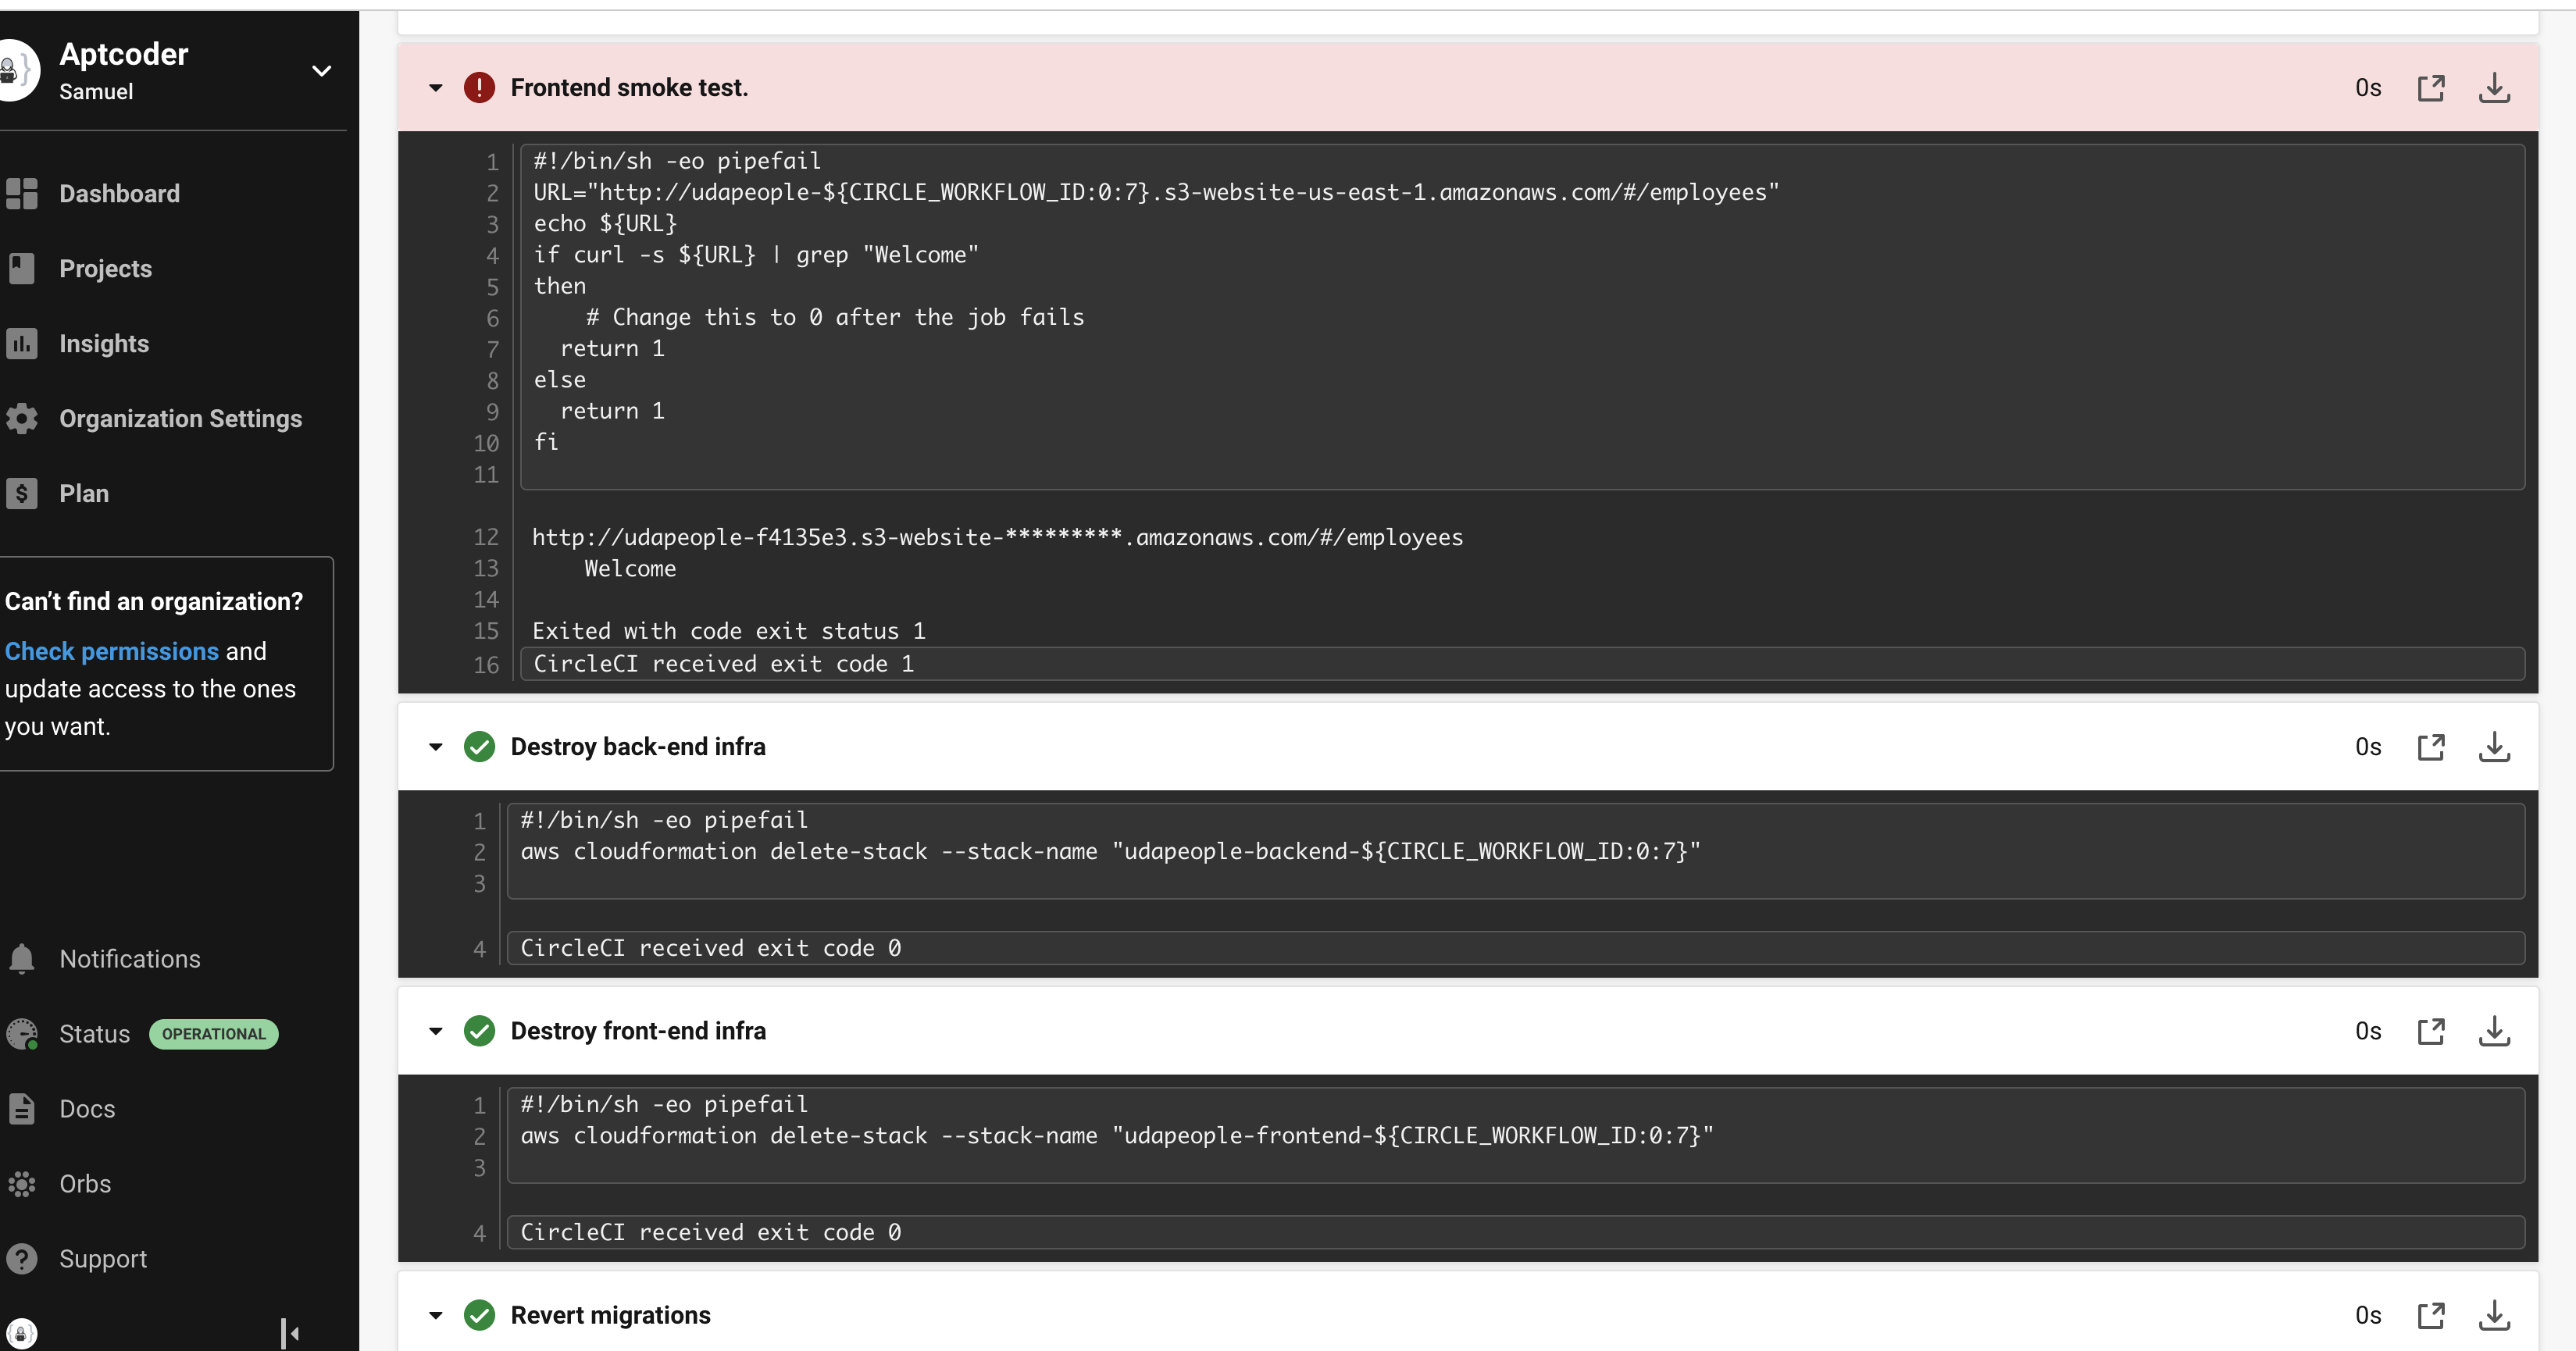 Aptcoder
Samuel
Dashboard
Projects
Insights
Organization Settings
Plan
Can’t find an organization?
Check permissions and
update access to the ones
you want.
Notifications
Status OPERATIONAL
Docs
Orbs
Support
Frontend smoke test. 0s
1 #!/bin/sh -eo pipefail
2 URL="http://udapeople-${CIRCLE_WORKFLOW_ID:0:7}.s3-website-us-east-1.amazonaws.com/#/employees"
3 echo ${URL}
4 if curl -s ${URL} | grep "Welcome"
5 then
6 # Change this to 0 after the job fails
7 return 1
8 else
9 return 1
10 fi
11
12 http://udapeople-f4135e3.s3-website-*********.amazonaws.com/#/employees
13 Welcome
14
15 Exited with code exit status 1
16 CircleCI received exit code 1
Destroy back-end infra 0s
1 #!/bin/sh -eo pipefail
2 aws cloudformation delete-stack --stack-name "udapeople-backend-${CIRCLE_WORKFLOW_ID:0:7}"
3
4 CircleCI received exit code 0
Destroy front-end infra 0s
1 #!/bin/sh -eo pipefail
2 aws cloudformation delete-stack --stack-name "udapeople-frontend-${CIRCLE_WORKFLOW_ID:0:7}"
3
4 CircleCI received exit code 0
Revert migrations 0s